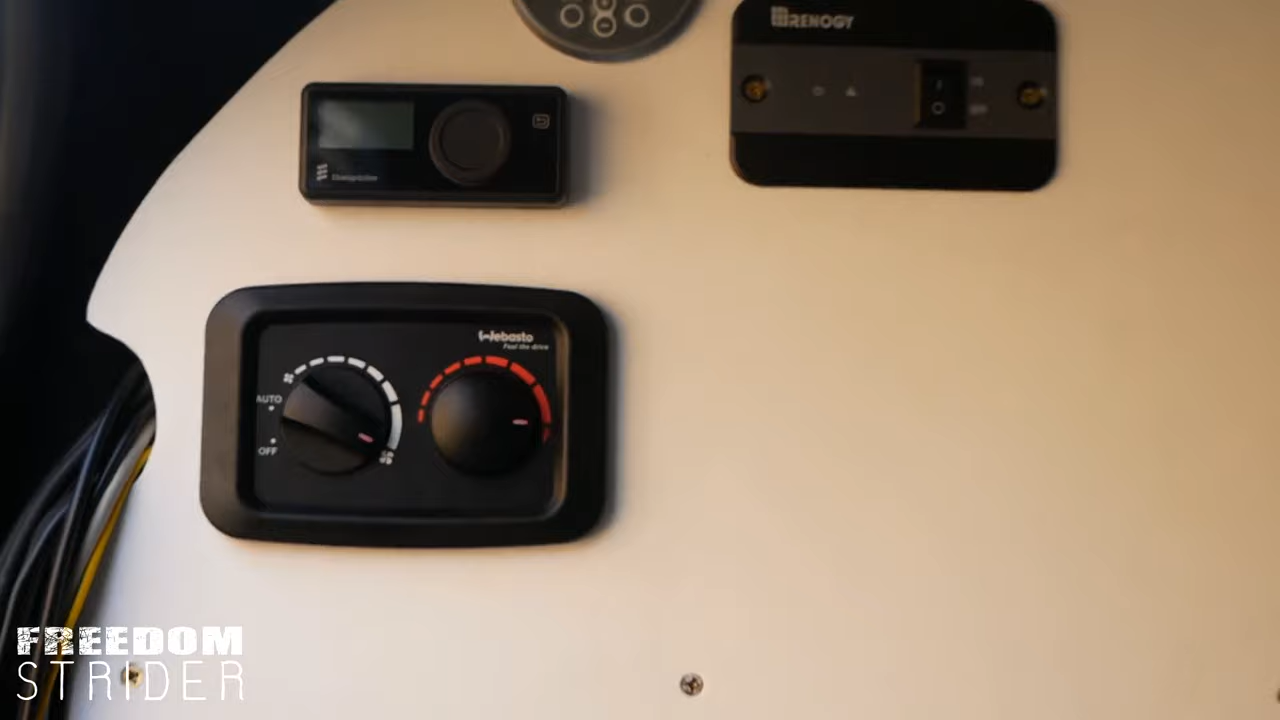 RENOGY
Webasto
Feel the drive
AUTO
OFF
FREEDOM
STRIDER